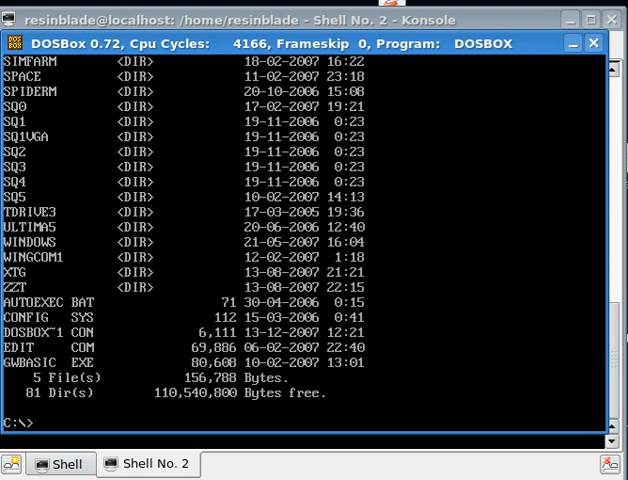 resinblade@localhost: /home/resinblade - Shell No. 2 - Konsole
DOS BOX DOSBox 0.72, Cpu Cycles: 4166, Frameskip 0, Program: DOSBOX
SIMFARM <DIR> 18-02-2007 16:22
SPACE <DIR> 11-02-2007 23:18
SPIDERM <DIR> 20-10-2006 15:08
SQ0 <DIR> 17-02-2007 19:21
SQ1 <DIR> 19-11-2006 0:23
SQ1VGA <DIR> 19-11-2006 0:23
SQ2 <DIR> 19-11-2006 0:23
SQ3 <DIR> 19-11-2006 0:23
SQ4 <DIR> 19-11-2006 0:23
SQ5 <DIR> 10-02-2007 14:13
TDRIVE3 <DIR> 17-03-2005 19:36
ULTIMA5 <DIR> 20-06-2006 12:40
WINDOWS <DIR> 21-05-2007 16:04
WINGCOM1 <DIR> 12-02-2007 1:18
XTG <DIR> 13-08-2007 21:21
ZZT <DIR> 13-08-2007 22:15
AUTOEXEC BAT 71 30-04-2006 0:15
CONFIG SYS 112 15-03-2006 0:41
DOSBOX~1 CON 6,111 13-12-2007 12:21
EDIT COM 69,886 06-02-2007 22:40
GWBASIC EXE 80,608 10-02-2007 13:01
5 File(s) 156,788 Bytes.
81 Dir(s) 110,540,800 Bytes free.
C:\>
Shell Shell No. 2